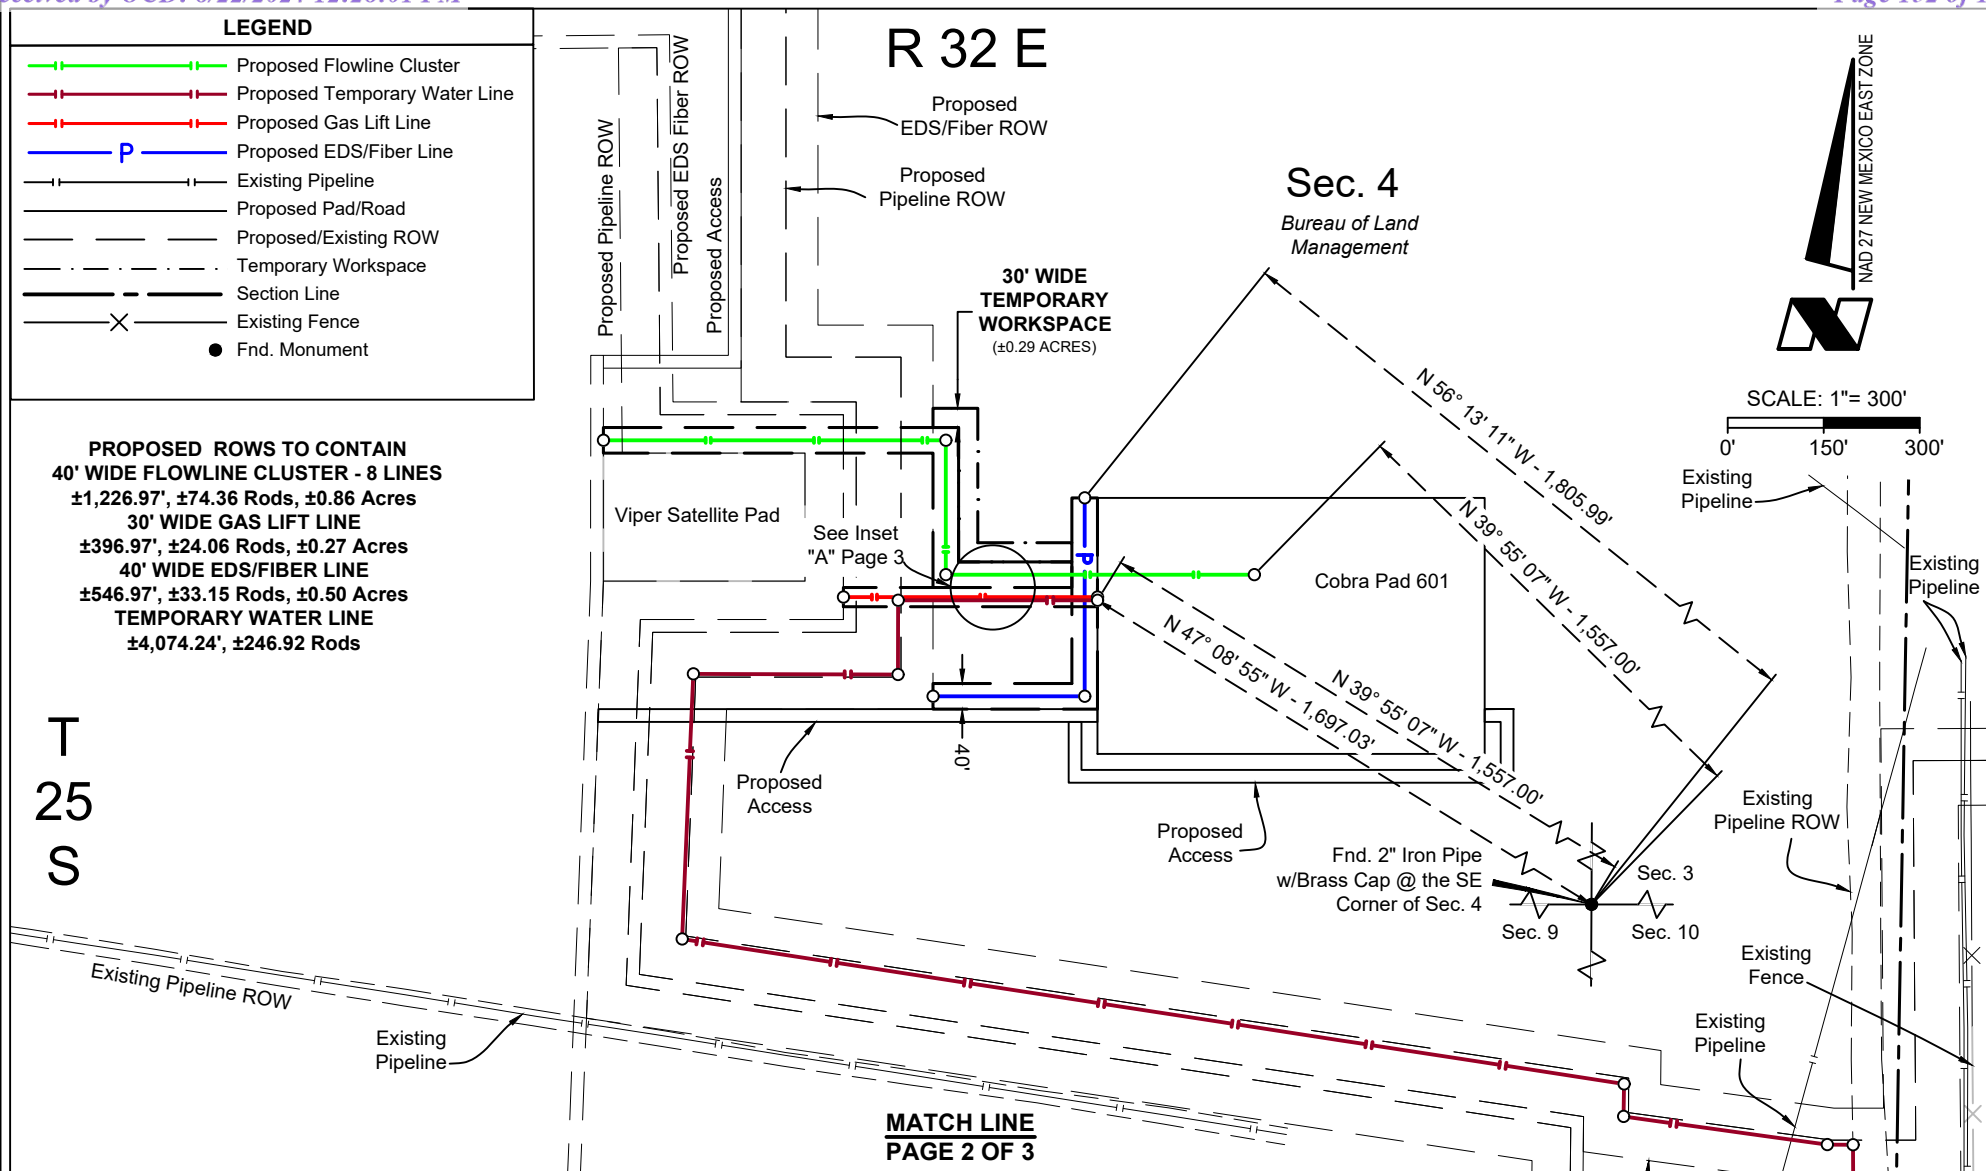 LEGEND
Proposed Flowline Cluster
Proposed Temporary Water Line
Proposed Gas Lift Line
P Proposed EDS/Fiber Line
Existing Pipeline
Proposed Pad/Road
Proposed/Existing ROW
Temporary Workspace
Section Line
Existing Fence
Fnd. Monument
PROPOSED ROWS TO CONTAIN
40' WIDE FLOWLINE CLUSTER - 8 LINES
±1,226.97', ±74.36 Rods, ±0.86 Acres
30' WIDE GAS LIFT LINE
±396.97', ±24.06 Rods, ±0.27 Acres
40' WIDE EDS/FIBER LINE
±546.97', ±33.15 Rods, ±0.50 Acres
TEMPORARY WATER LINE
±4,074.24', ±246.92 Rods
T
25
S
R 32 E
Proposed Pipeline ROW
Proposed EDS Fiber ROW
Proposed Access
Proposed
EDS/Fiber ROW
Proposed
Pipeline ROW
Sec. 4
Bureau of Land
Management
30' WIDE
TEMPORARY
WORKSPACE
(±0.29 ACRES)
NAD 27 NEW MEXICO EAST ZONE
SCALE: 1"= 300'
0' 150' 300'
Existing
Pipeline
Existing
Pipeline
N 56° 13' 11" W - 1,805.99'
N 39° 55' 07" W - 1,557.00'
N 39° 55' 07" W - 1,557.00'
N 47° 08' 55" W - 1,697.03'
Viper Satellite Pad
See Inset
"A" Page 3
P
Cobra Pad 601
40'
Proposed
Access
Proposed
Access
Existing
Pipeline ROW
Fnd. 2" Iron Pipe
w/Brass Cap @ the SE
Corner of Sec. 4
Sec. 3
Sec. 9
Sec. 10
Existing
Fence
Existing
Pipeline
Existing Pipeline ROW
Existing
Pipeline
MATCH LINE
PAGE 2 OF 3